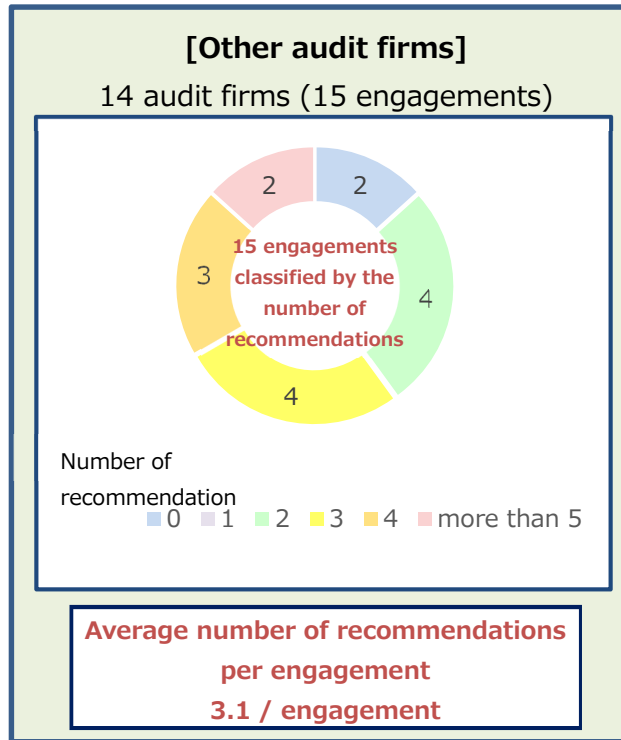 [Other audit firms]
14 audit firms (15 engagements)
2
2
15 engagements
classified by the
number of
recommendations
3
4
4
Number of
recommendation
0 1 2 3 4 more than 5
Average number of recommendations
per engagement
3.1 / engagement